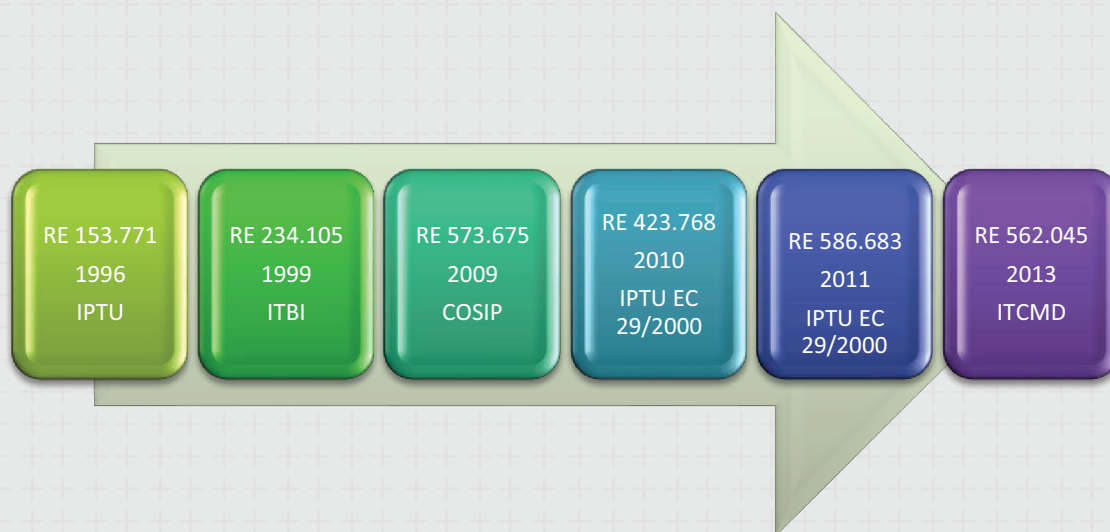 RE 153.771
1996
IPTU
RE 234.105
1999
ITBI
RE 573.675
2009
COSIP
RE 423.768
2010
IPTU EC
29/2000
RE 586.683
2011
IPTU EC
29/2000
RE 562.045
2013
ITCMD